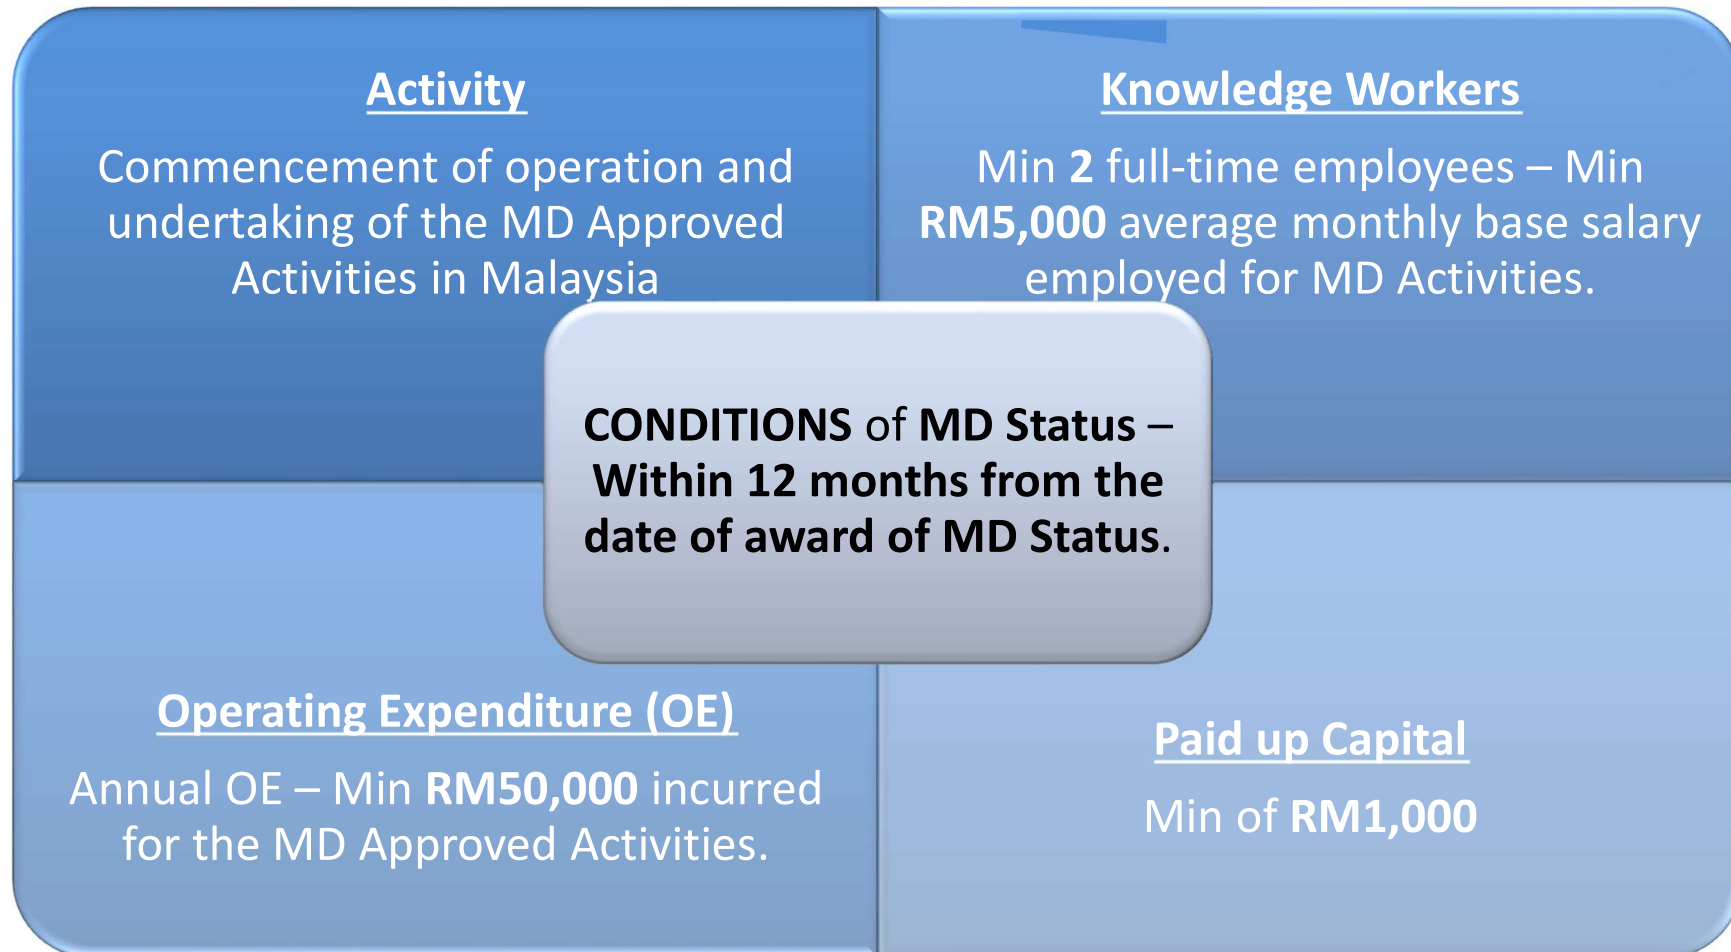 Activity
Commencement of operation and
undertaking of the MD Approved
Activities in Malaysia
Knowledge Workers
Min 2 full-time employees – Min
RM5,000 average monthly base salary
employed for MD Activities.
CONDITIONS of MD Status –
Within 12 months from the
date of award of MD Status.
Operating Expenditure (OE)
Annual OE – Min RM50,000 incurred
for the MD Approved Activities.
Paid up Capital
Min of RM1,000